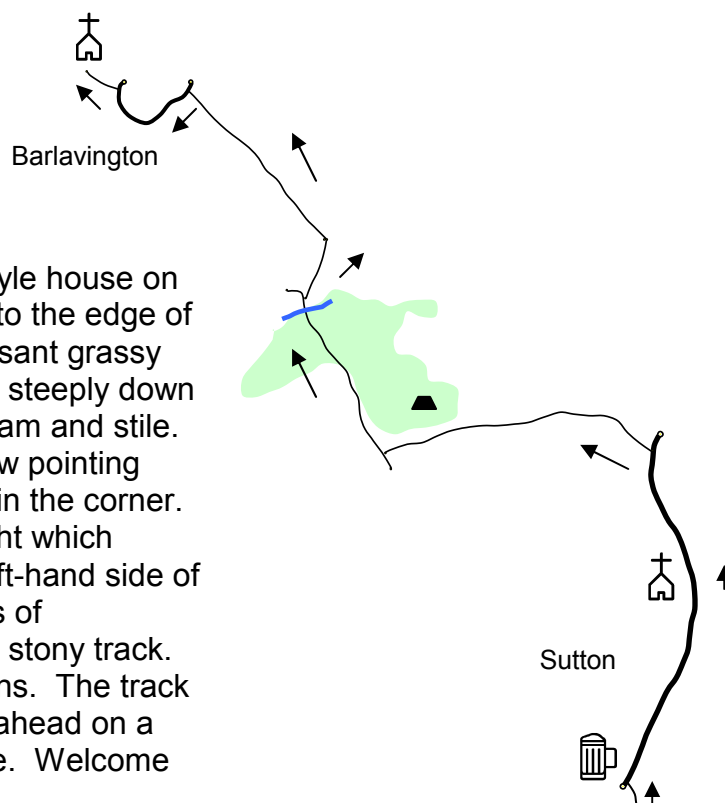 Barlavington
yle house on
to the edge of
sant grassy
steeply down
am and stile.
w pointing
in the corner.
ht which
ft-hand side of
s of
stony track.
ns. The track
ahead on a
e. Welcome
Sutton